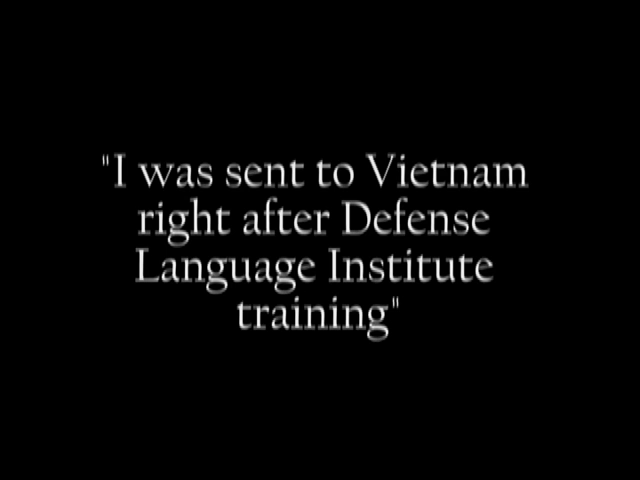 "I was sent to Vietnam
right after Defense
Language Institute
training"